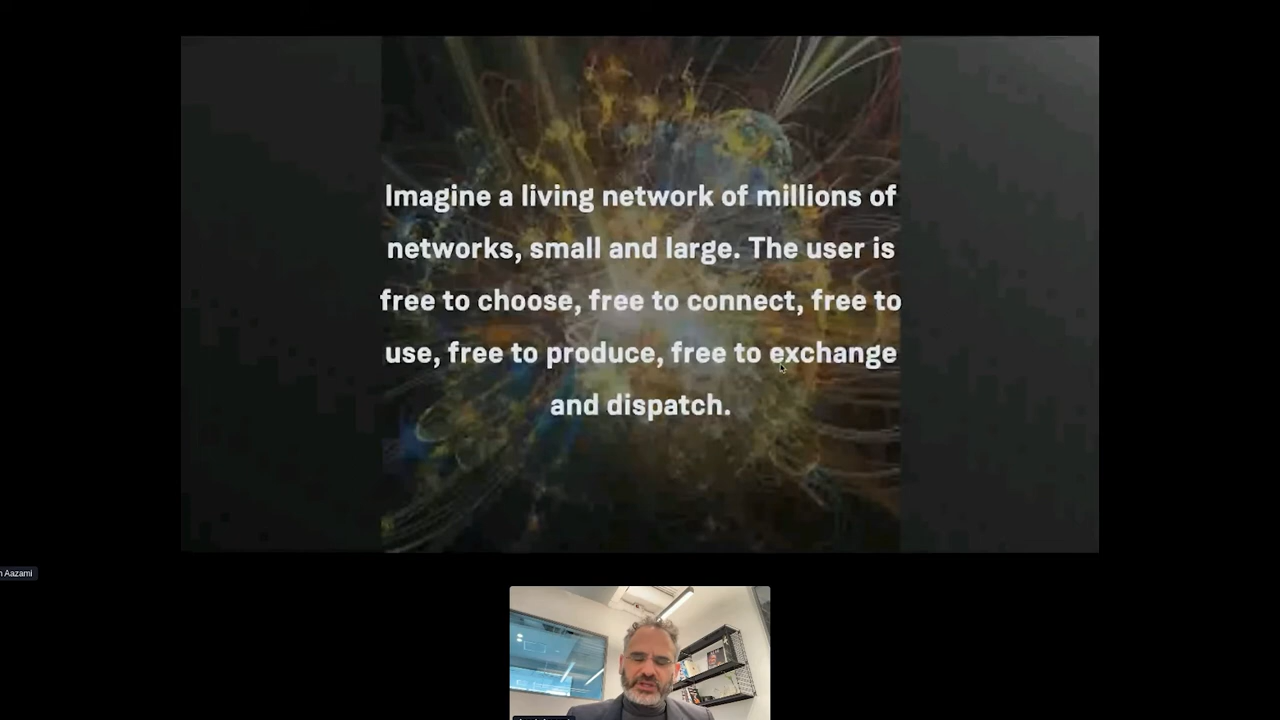 Imagine a living network of millions of
networks, small and large. The user is
free to choose, free to connect, free to
use, free to produce, free to exchange
and dispatch.
Aazami